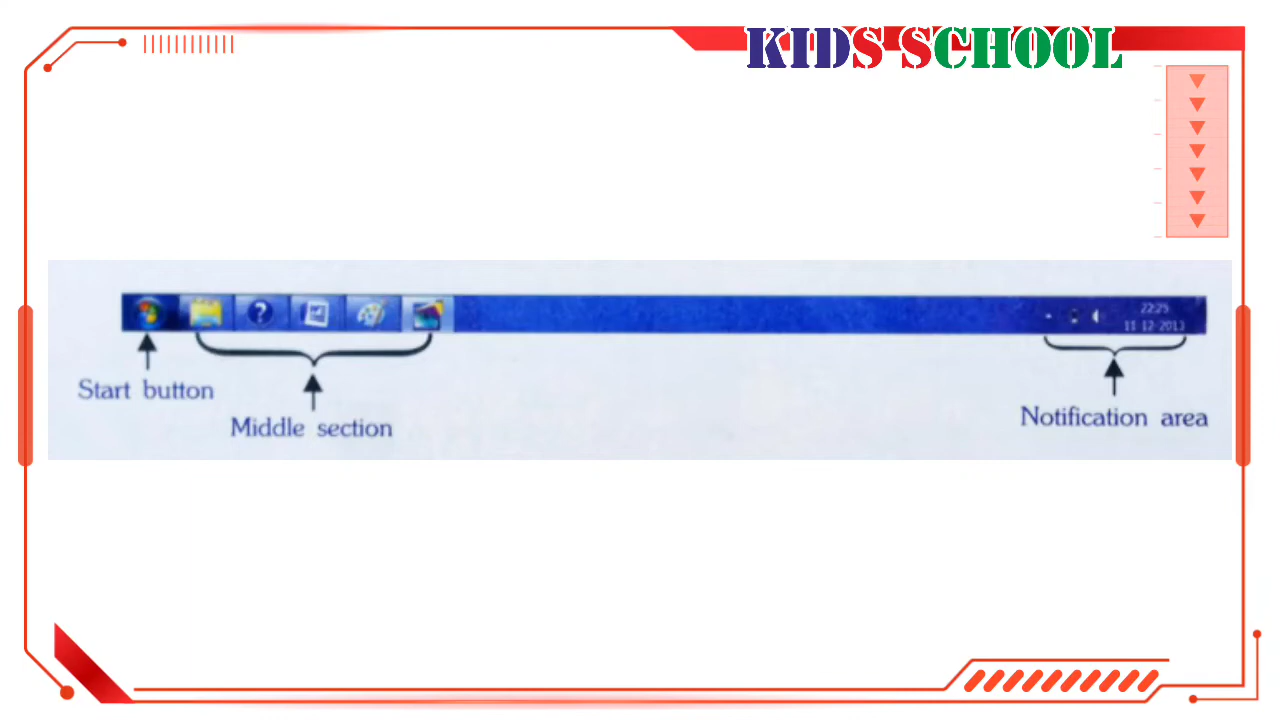 KIDS SCHOOL
22:25
11-12-2013
Start button
Middle section
Notification area